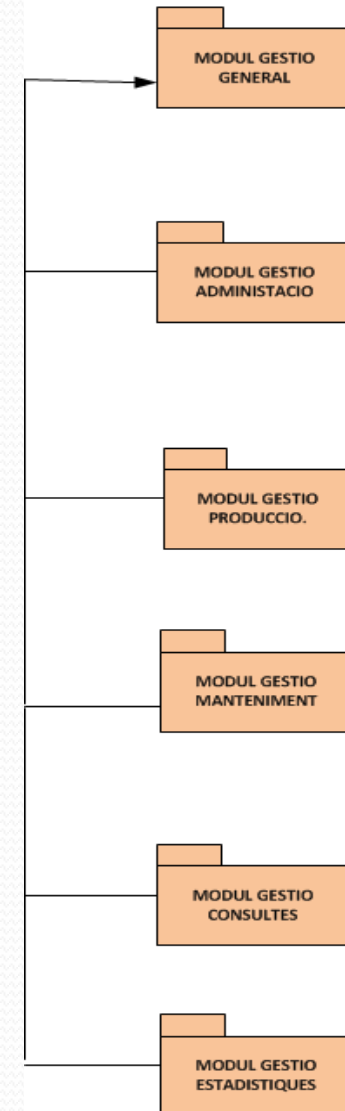 MODUL GESTIO
GENERAL
MODUL GESTIO
ADMINISTACIO
MODUL GESTIO
PRODUCCIO.
MODUL GESTIO
MANTENIMENT
MODUL GESTIO
CONSULTES
MODUL GESTIO
ESTADISTIQUES